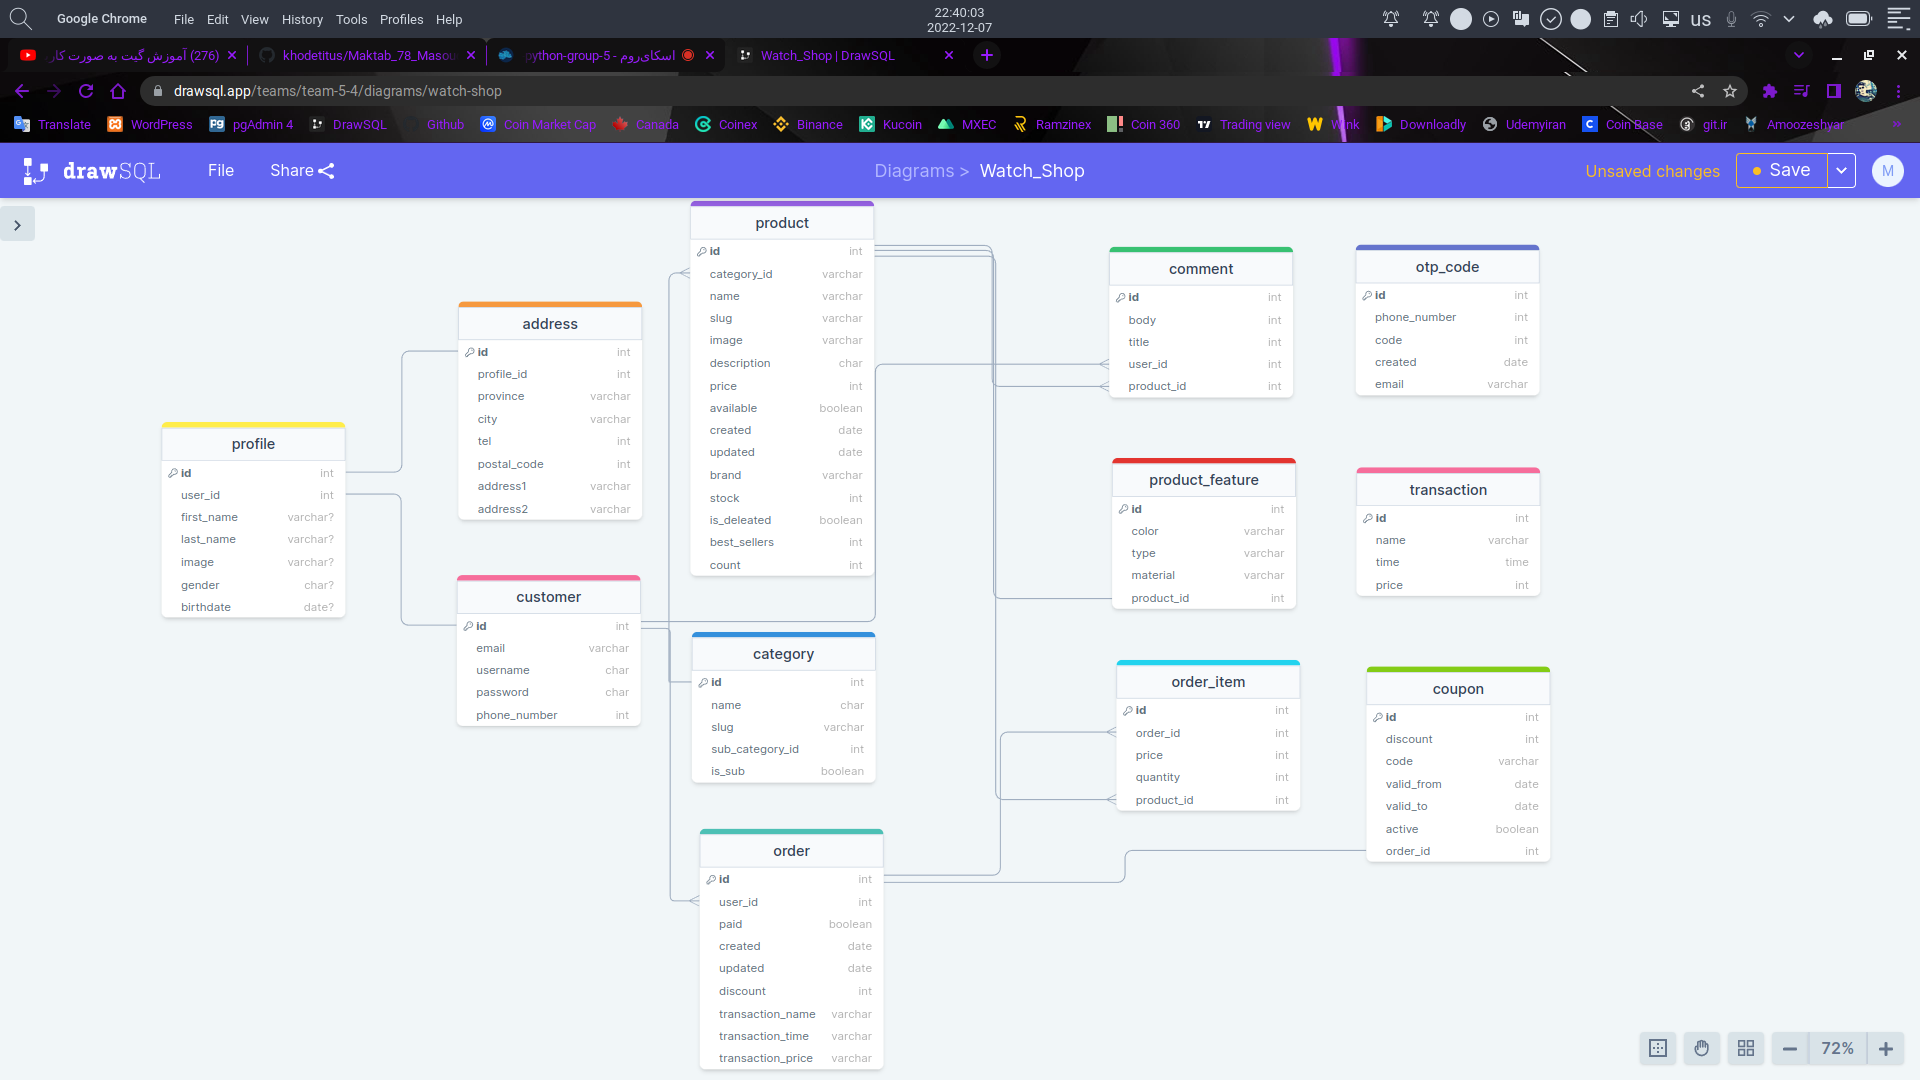 Google Chrome File Edit View History Tools Profiles Help
22:40:03
2022-12-07
us
(276) آموزش گیت به صورت کار
khodetitus/Maktab_78_Masou
python-group-5 - اسکای‌روم
Watch_Shop | DrawSQL
drawsql.app/teams/team-5-4/diagrams/watch-shop
Translate WordPress pgAdmin 4 DrawSQL Github Coin Market Cap Canada Coinex Binance Kucoin MXEC Ramzinex Coin 360 Trading view Wink Downloadly Udemyiran Coin Base git.ir Amoozeshyar
drawSQL File Share Diagrams > Watch_Shop Unsaved changes Save M
product
id int
category_id varchar
name varchar
slug varchar
image varchar
description char
price int
available boolean
created date
updated date
brand varchar
stock int
is_deleated boolean
best_sellers int
count int
comment
id int
body int
title int
user_id int
product_id int
otp_code
id int
phone_number int
code int
created date
email varchar
address
id int
profile_id int
province varchar
city varchar
tel int
postal_code int
address1 varchar
address2 varchar
profile
id int
user_id int
first_name varchar?
last_name varchar?
image varchar?
gender char?
birthdate date?
product_feature
id int
color varchar
type varchar
material varchar
product_id int
transaction
id int
name varchar
time time
price int
customer
id int
email varchar
username char
password char
phone_number int
category
id int
name char
slug varchar
sub_category_id int
is_sub boolean
order_item
id int
order_id int
price int
quantity int
product_id int
coupon
id int
discount int
code varchar
valid_from date
valid_to date
active boolean
order_id int
order
id int
user_id int
paid boolean
created date
updated date
discount int
transaction_name varchar
transaction_time varchar
transaction_price varchar
72%